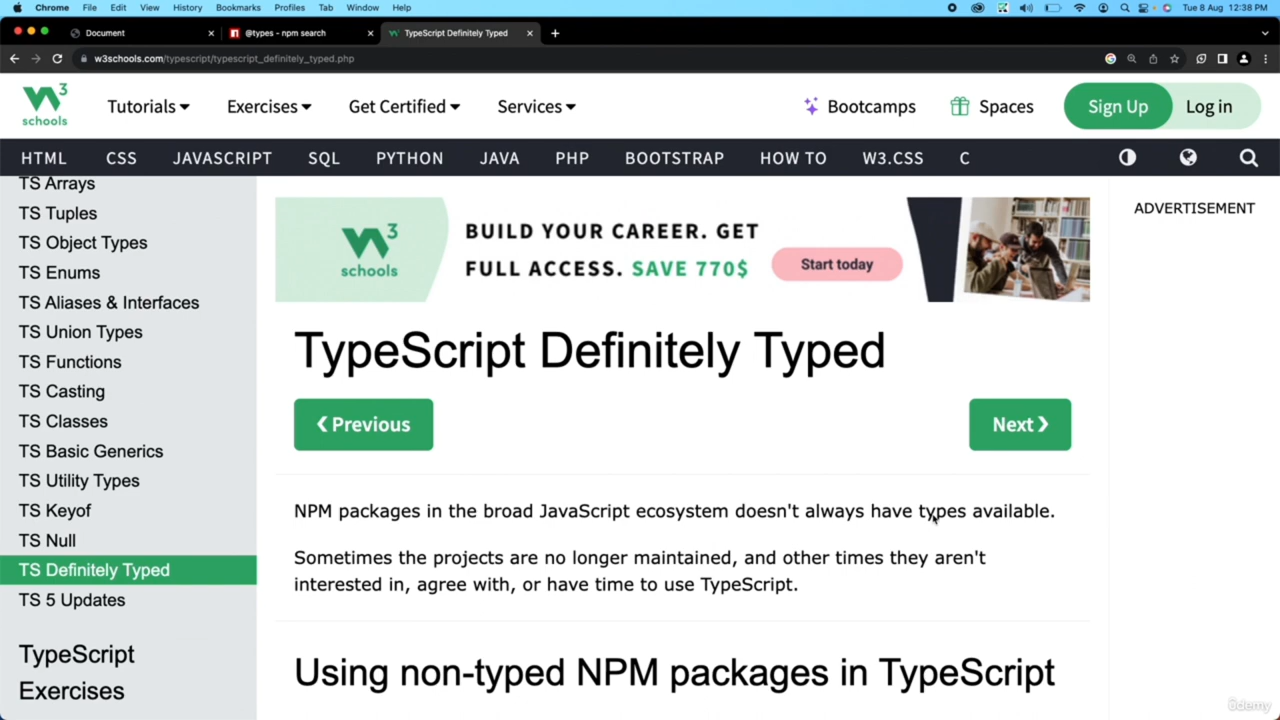 Chrome File Edit View History Bookmarks Profiles Tab Window Help Tue 8 Aug 12:38 PM
Document @types - npm search TypeScript Definitely Typed
w3schools.com/typescript/typescript_definitely_typed.php
W3 schools Tutorials Exercises Get Certified Services Bootcamps Spaces Sign Up Log in
HTML CSS JAVASCRIPT SQL PYTHON JAVA PHP BOOTSTRAP HOW TO W3.CSS C
TS Arrays
TS Tuples
TS Object Types
TS Enums
TS Aliases & Interfaces
TS Union Types
TS Functions
TS Casting
TS Classes
TS Basic Generics
TS Utility Types
TS Keyof
TS Null
TS Definitely Typed
TS 5 Updates
TypeScript
Exercises
W3 schools
BUILD YOUR CAREER. GET
FULL ACCESS. SAVE 770$
Start today
ADVERTISEMENT
TypeScript Definitely Typed
❮ Previous Next ❯
NPM packages in the broad JavaScript ecosystem doesn't always have types available.
Sometimes the projects are no longer maintained, and other times they aren't
interested in, agree with, or have time to use TypeScript.
Using non-typed NPM packages in TypeScript
ûdemy